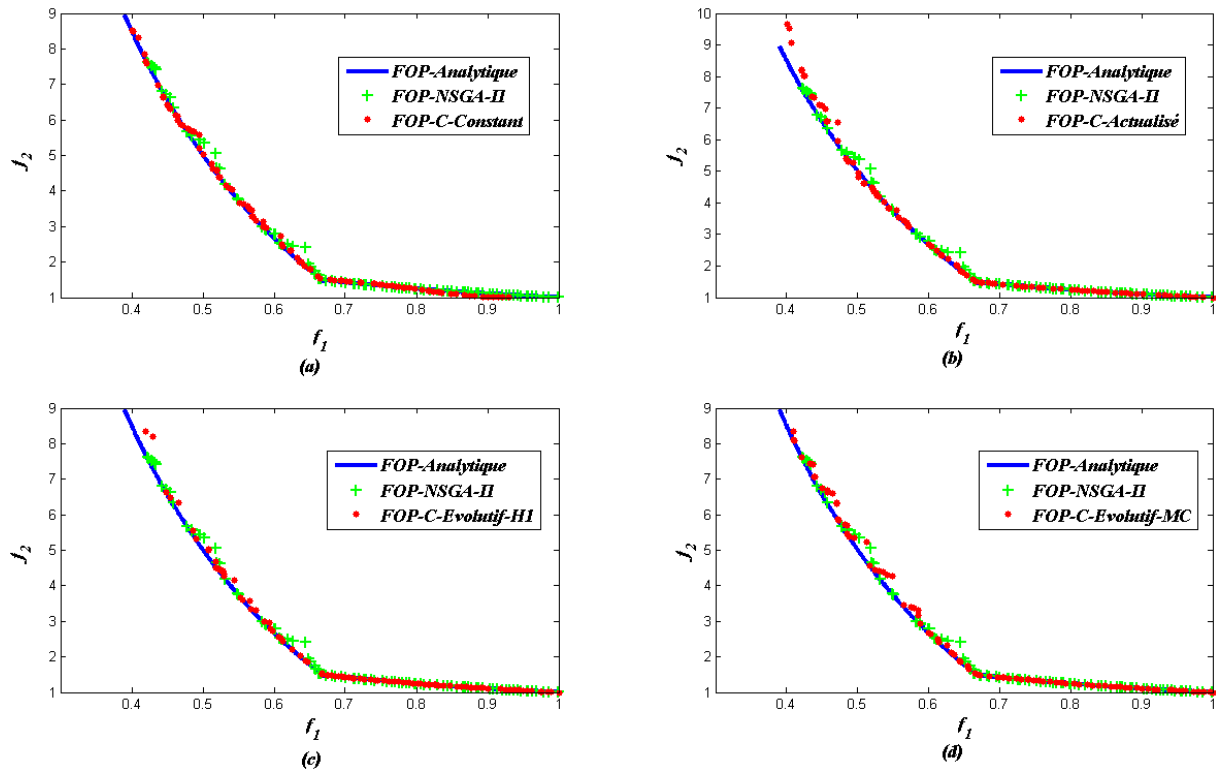 9
8
7
6
5
4
3
2
1
0.4 0.5 0.6 0.7 0.8 0.9 1
f2
f1
(a)
FOP-Analytique
FOP-NSGA-II
FOP-C-Constant
10
9
8
7
6
5
4
3
2
1
0.4 0.5 0.6 0.7 0.8 0.9 1
f2
f1
(b)
FOP-Analytique
FOP-NSGA-II
FOP-C-Actualisé
9
8
7
6
5
4
3
2
1
0.4 0.5 0.6 0.7 0.8 0.9 1
f2
f1
(c)
FOP-Analytique
FOP-NSGA-II
FOP-C-Evolutif-H1
9
8
7
6
5
4
3
2
1
0.4 0.5 0.6 0.7 0.8 0.9 1
f2
f1
(d)
FOP-Analytique
FOP-NSGA-II
FOP-C-Evolutif-MC